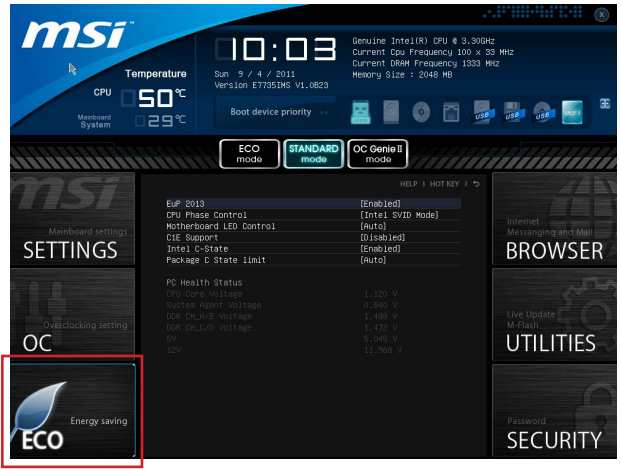 msi
Temperature
CPU 50°C
Mainboard
System 29°C
10:03
Sun 9 / 4 / 2011
Version E7735IMS V1.0B23
Genuine Intel(R) CPU @ 3.30GHz
Current Cpu Frequency 100 x 33 MHz
Current DRAM Frequency 1333 MHz
Memory Size : 2048 MB
Boot device priority
USB USB USB
ECO
mode
STANDARD
mode
OC Genie II
mode
HELP | HOT KEY |
msi
Mainboard settings
SETTINGS
Overclocking setting
OC
Energy saving
ECO
EuP 2013 [Enabled]
CPU Phase Control [Intel SVID Mode]
Motherboard LED Control [Auto]
C1E Support [Disabled]
Intel C-State [Enabled]
Package C State limit [Auto]
PC Health Status
CPU Core Voltage 1.120 V
System Agent Voltage 0.840 V
DDR CH_A/B Voltage 1.488 V
DDR CH_C/D Voltage 1.472 V
5V 5.045 V
12V 11.968 V
Internet
Messanging and Mail
BROWSER
Live Update
M-Flash
UTILITIES
Password
SECURITY